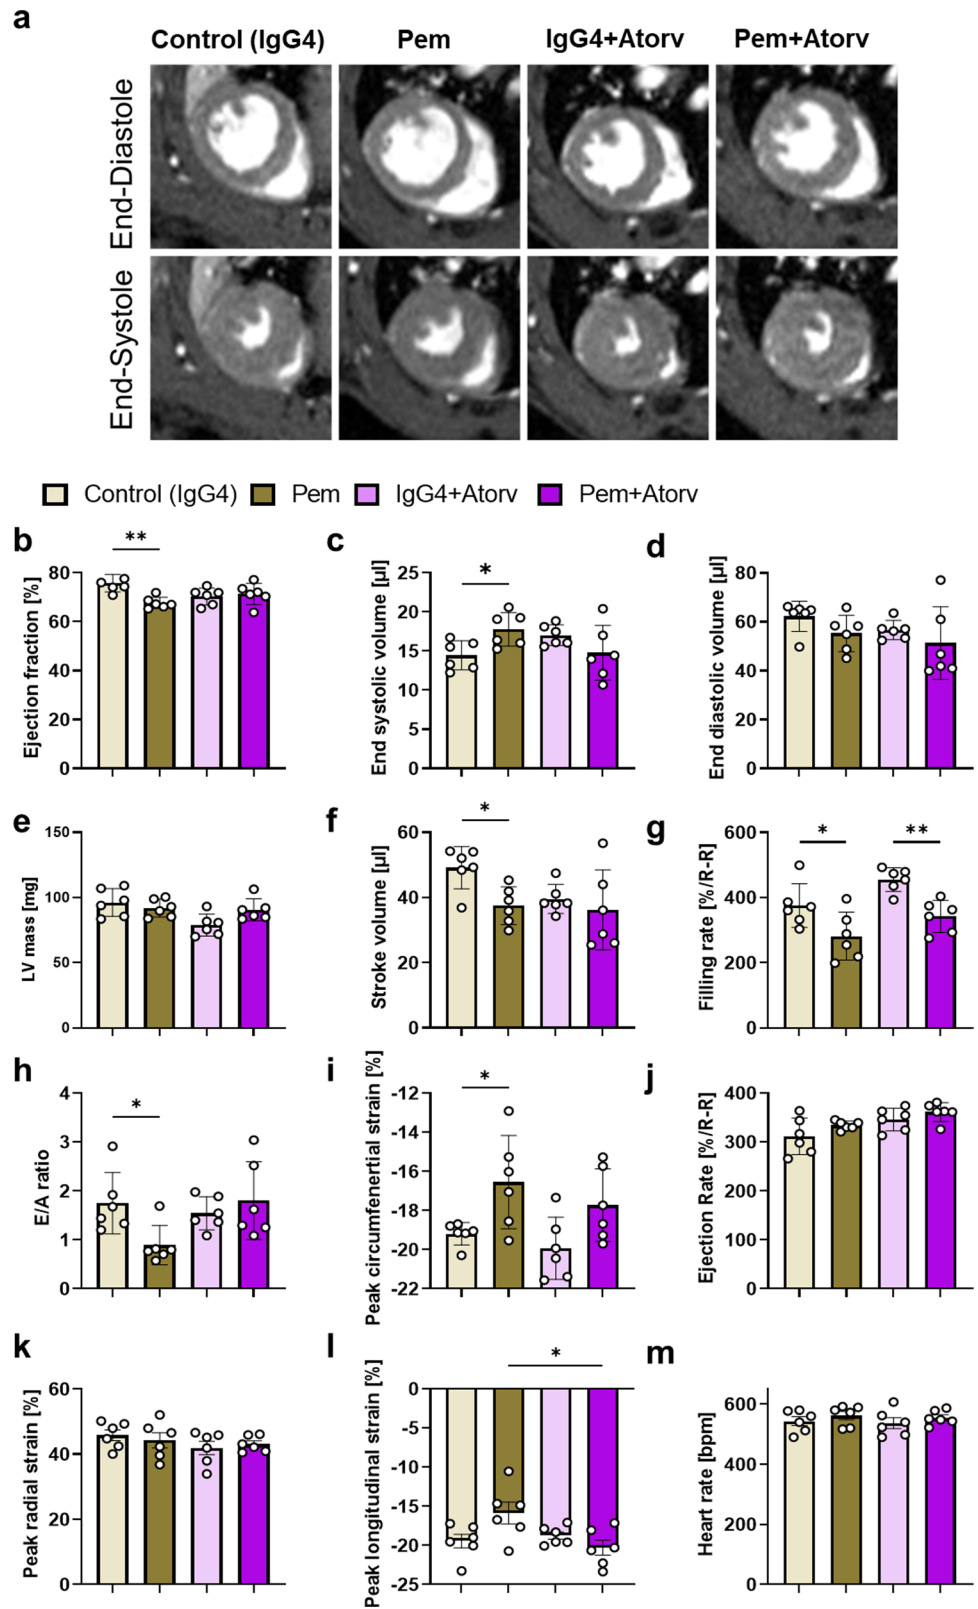 a
Control (IgG4) Pem IgG4+Atorv Pem+Atorv
End-Diastole
End-Systole
Control (IgG4) Pem IgG4+Atorv Pem+Atorv
b
Ejection fraction [%]
80
60
40
20
0
**
c
End systolic volume [µl]
25
20
15
10
5
0
*
d
End diastolic volume [µl]
80
60
40
20
0
e
LV mass [mg]
150
100
50
0
f
Stroke volume [µl]
60
40
20
0
*
g
Filling rate [%/R-R]
600
400
200
0
* **
h
E/A ratio
4
3
2
1
0
*
i
Peak circumfenertial strain [%]
-12
-14
-16
-18
-20
-22
*
j
Ejection Rate [%/R-R]
400
300
200
100
0
k
Peak radial strain [%]
60
40
20
0
l
Peak longitudinal strain [%]
0
-5
-10
-15
-20
-25
*
m
Heart rate [bpm]
600
400
200
0